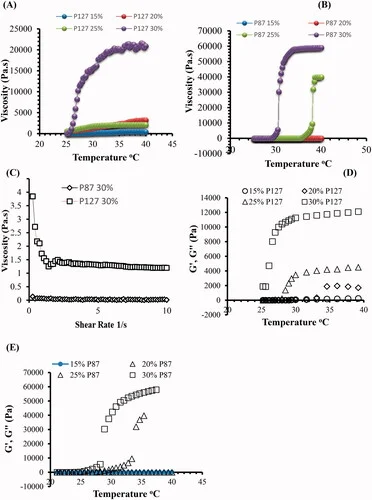 (A)
P127 15%
P127 20%
P127 25%
P127 30%
25000
20000
15000
10000
5000
0
20 25 30 35 40 45
Viscosity (Pa.s)
Temperature ºC
(B)
P87 15%
P87 20%
P87 25%
P87 30%
70000
60000
50000
40000
30000
20000
10000
0
-10000
20 30 40 50
Viscosity (Pa.s)
Temperature ºC
(C)
P87 30%
P127 30%
4
3.5
3
2.5
2
1.5
1
0.5
0
0 5 10
Viscosity (Pa.s)
Shear Rate 1/s
(D)
15% P127
20% P127
25% P127
30% P127
14000
12000
10000
8000
6000
4000
2000
0
-2000
20 25 30 35 40
G', G'' (Pa)
Temperature ºC
(E)
15% P87
20% P87
25% P87
30% P87
70000
60000
50000
40000
30000
20000
10000
0
-10000
20 25 30 35 40 45
G', G'' (Pa)
Temperature ºC